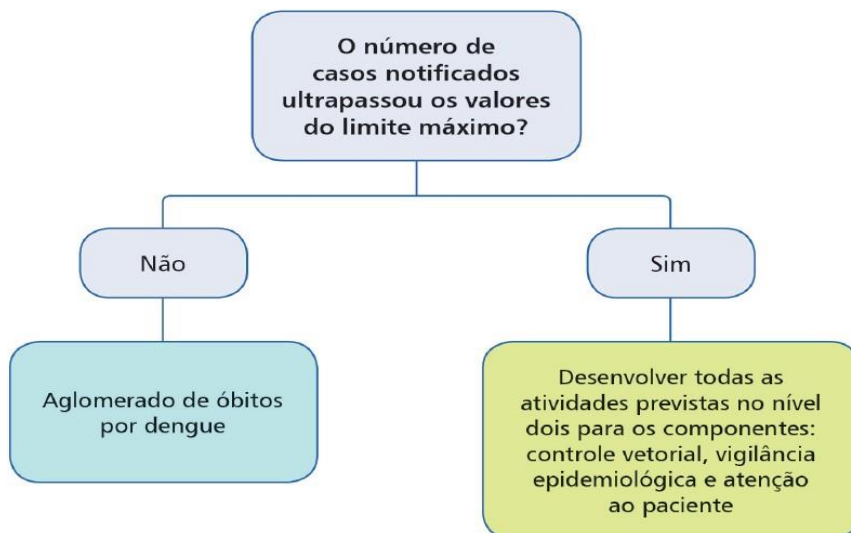 O número de
casos notificados
ultrapassou os valores
do limite máximo?
Não
Sim
Aglomerado de óbitos
por dengue
Desenvolver todas as
atividades previstas no nível
dois para os componentes:
controle vetorial, vigilância
epidemiológica e atenção
ao paciente